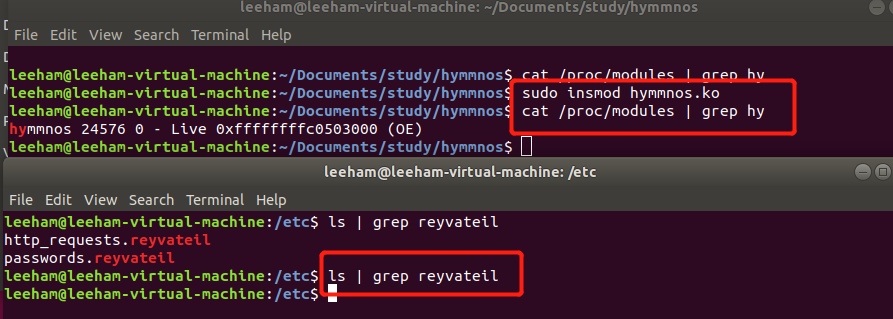 leeham@leeham-virtual-machine: ~/Documents/study/hymmnos
File Edit View Search Terminal Help
leeham@leeham-virtual-machine:~/Documents/study/hymmnos$ cat /proc/modules | grep hy
leeham@leeham-virtual-machine:~/Documents/study/hymmnos$ sudo insmod hymmnos.ko
leeham@leeham-virtual-machine:~/Documents/study/hymmnos$ cat /proc/modules | grep hy
hymmnos 24576 0 - Live 0xffffffffc0503000 (OE)
leeham@leeham-virtual-machine:~/Documents/study/hymmnos$
leeham@leeham-virtual-machine: /etc
File Edit View Search Terminal Help
leeham@leeham-virtual-machine:/etc$ ls | grep reyvateil
http_requests.reyvateil
passwords.reyvateil
leeham@leeham-virtual-machine:/etc$ ls | grep reyvateil
leeham@leeham-virtual-machine:/etc$